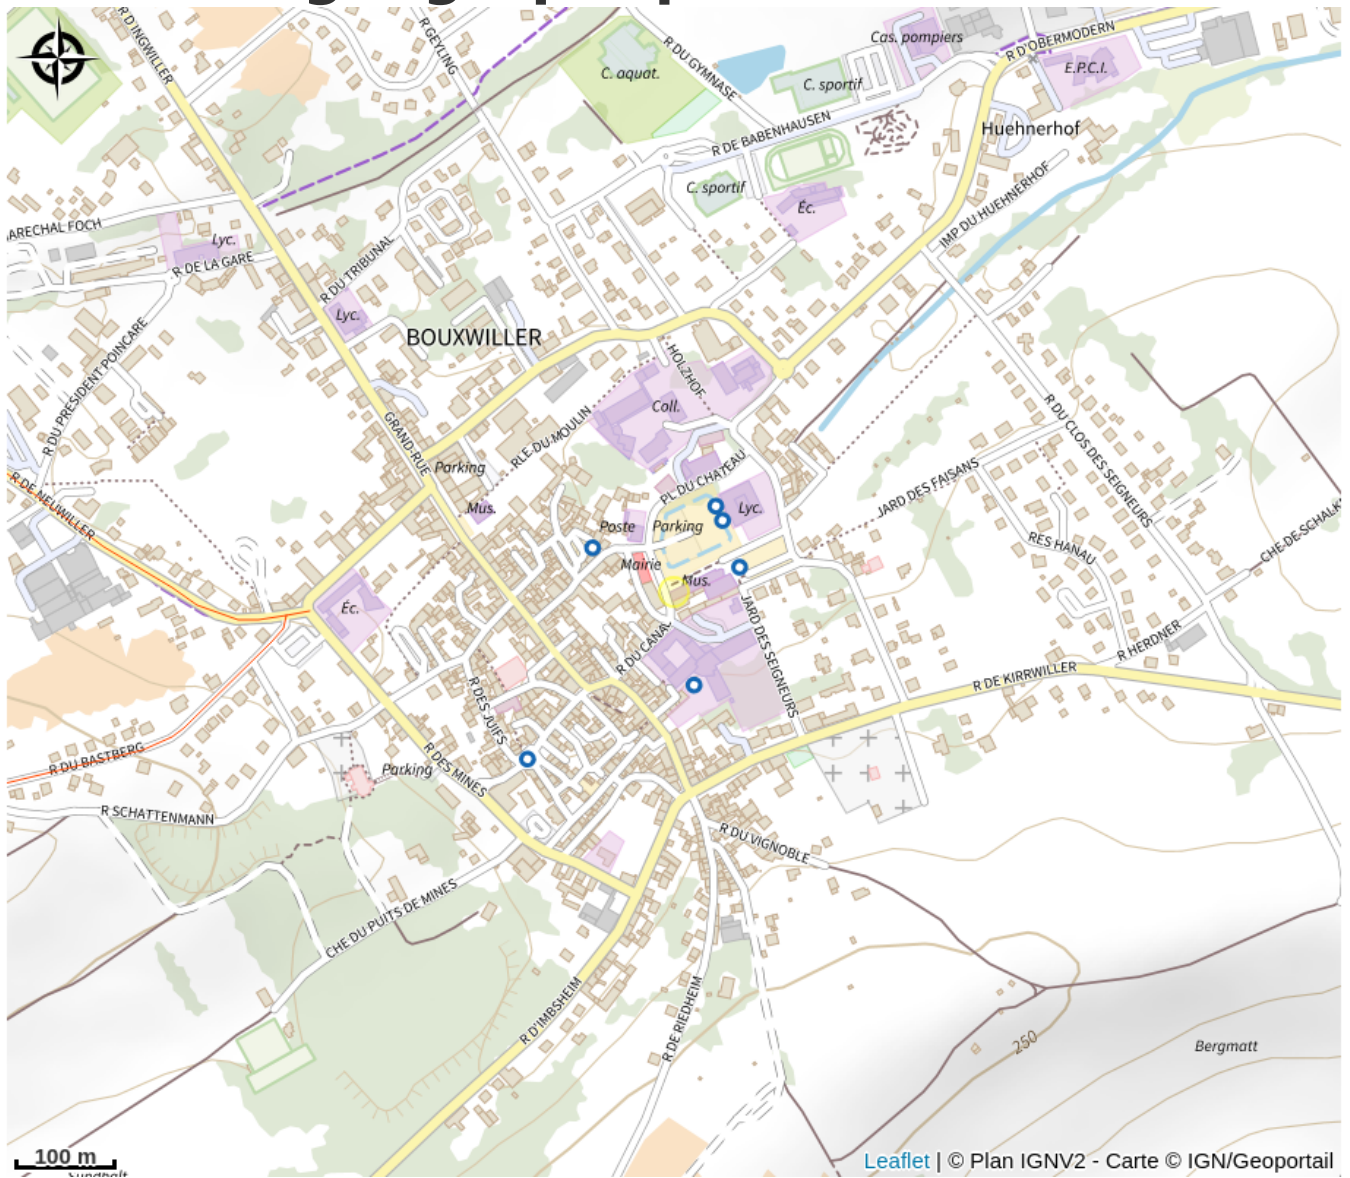 R D'INGWILLER
R GEYLING
R DU GYMNASE
Cas. pompiers
R D'OBERMODERN
C. aquat.
C. sportif
E.P.C.I.
Huehnerhof
R DE BABENHAUSEN
C. sportif
Éc.
IMP DU HUEHNERHOF
ARECHAL FOCH
Lyc.
R DE LA GARE
R DU TRIBUNAL
Lyc.
BOUXWILLER
R DU PRESIDENT POINCARE
HOLZHOF
Coll.
GRAND-RUE
RLE DU MOULIN
R DU CLOS DES SEIGNEURS
Parking
PL DU CHATEAU
JARD DES FAISANS
R DE NEUWILLER
Mus.
Poste
Parking
Lyc.
RES HANAU
CHE DE SCHALK
Mairie
Mus.
Éc.
JARD DES SEIGNEURS
R DU CANAL
R HERDNER
R DE KIRRWILLER
R DES JUIFS
R DU BASTBERG
R DES MINES
Parking
R SCHATTENMANN
R DU VIGNOBLE
CHE DU PUITS DE MINES
R D'IMBSHEIM
R DE RIEDHEIM
250
Bergmatt
100 m
Leaflet | © Plan IGNV2 - Carte © IGN/Geoportail